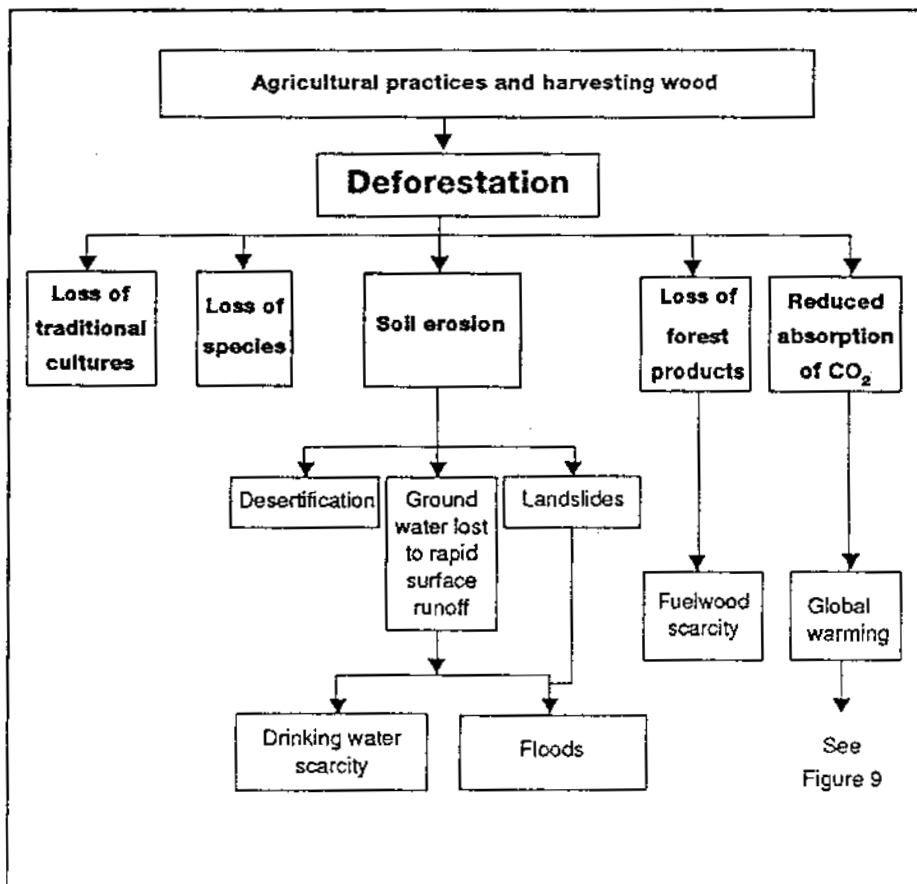 Agricultural practices and harvesting wood
Deforestation
Loss of
traditional
cultures
Loss of
species
Soil erosion
Loss of
forest
products
Reduced
absorption
of CO₂
Desertification
Ground
water lost
to rapid
surface
runoff
Landslides
Fuelwood
scarcity
Global
warming
Drinking water
scarcity
Floods
See
Figure 9